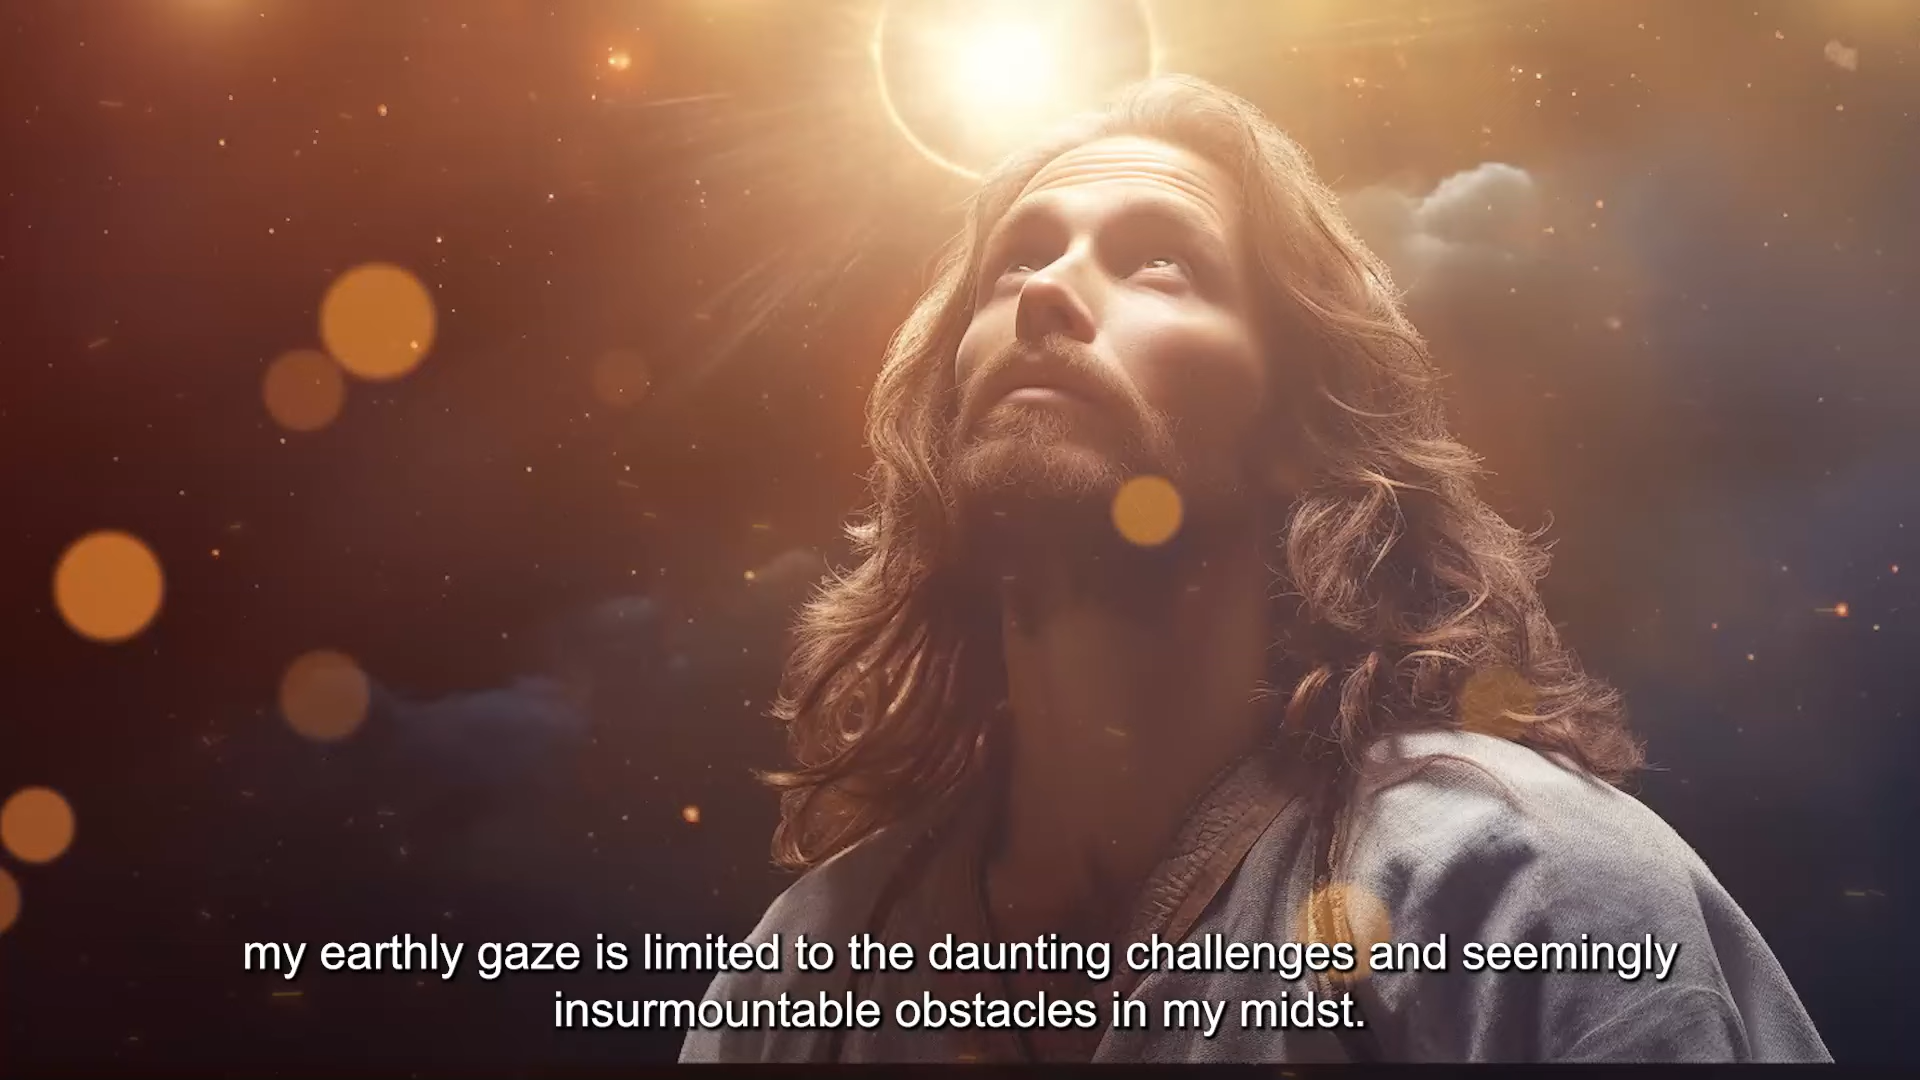 my earthly gaze is limited to the daunting challenges and seemingly
insurmountable obstacles in my midst.